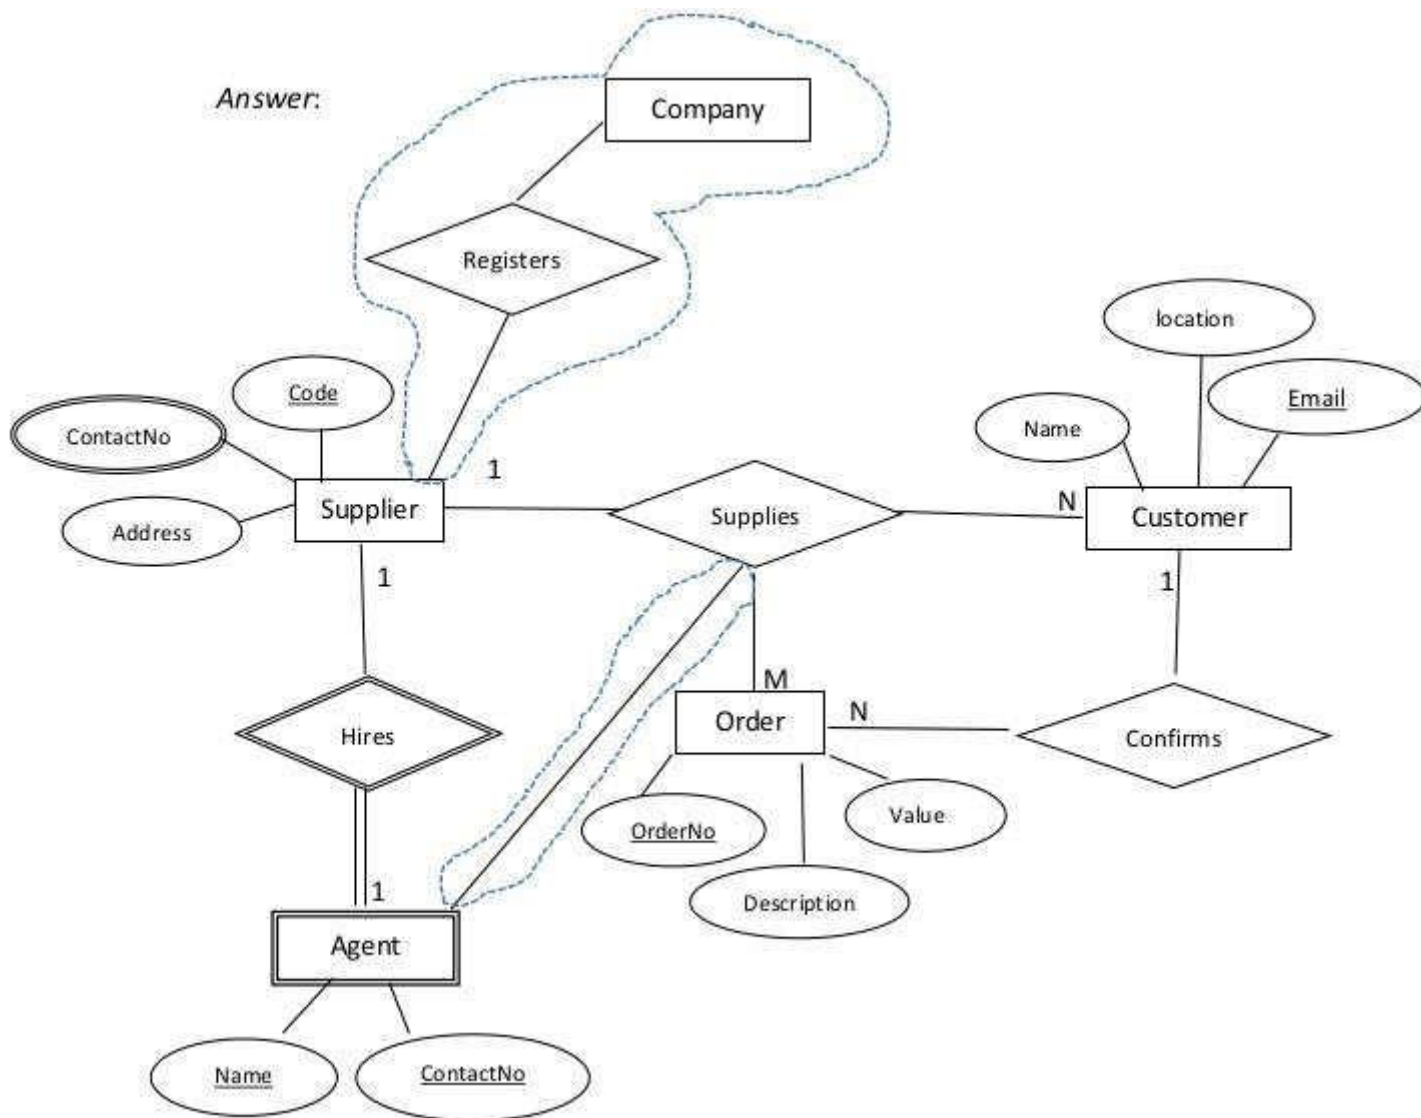 Answer:
Company
Registers
location
Code
Email
ContactNo
Name
1
N
Supplier
Supplies
Customer
Address
1
1
M
N
Order
Hires
Confirms
Value
OrderNo
1
Description
Agent
Name
ContactNo